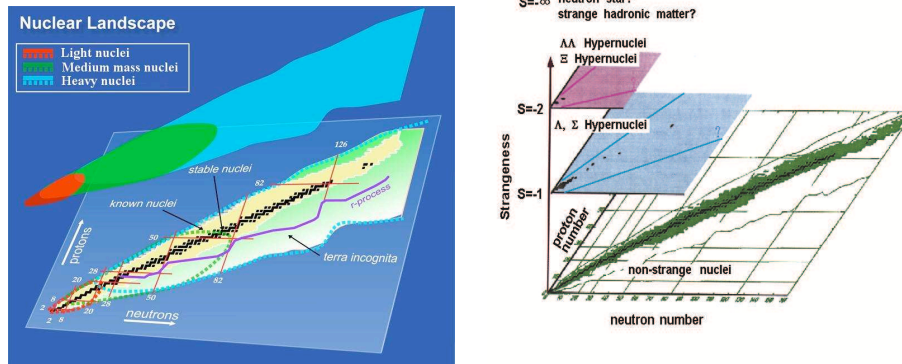 Nuclear Landscape
Light nuclei
Medium mass nuclei
Heavy nuclei
126
stable nuclei
82
r-process
known nuclei
50
protons
terra incognita
28
82
20
50
8
28
2
20
2 8
neutrons
S=-∞ neutron star?
strange hadronic matter?
ΛΛ Hypernuclei
Ξ Hypernuclei
S=-2
Λ, Σ Hypernuclei
?
S=-1
Strangeness
proton
number
non-strange nuclei
neutron number